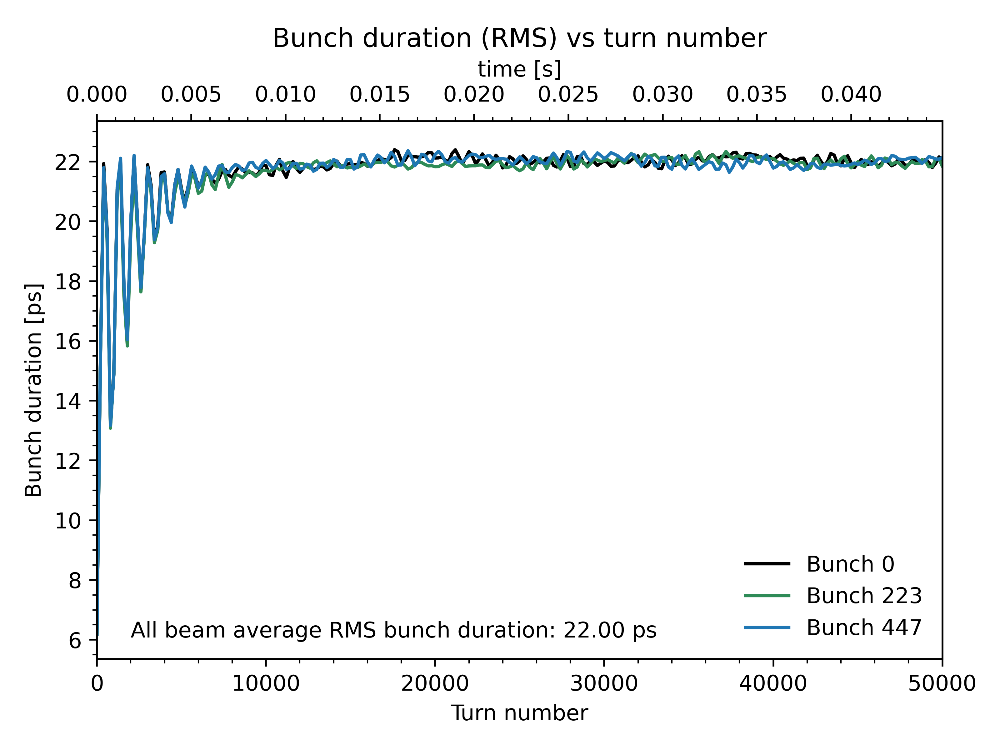 Bunch duration (RMS) vs turn number
time [s]
0.000 0.005 0.010 0.015 0.020 0.025 0.030 0.035 0.040
Bunch duration [ps]
22
20
18
16
14
12
10
8
6
Bunch 0
Bunch 223
Bunch 447
All beam average RMS bunch duration: 22.00 ps
0 10000 20000 30000 40000 50000
Turn number